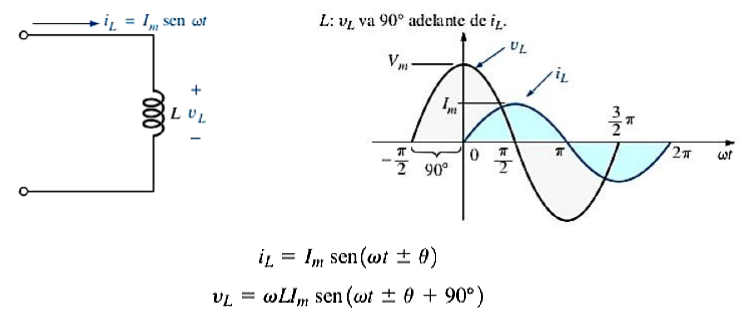 i_L = I_m sen ωt
+
L υ_L
−
L: υ_L va 90° adelante de i_L.
V_m
υ_L
i_L
I_m
3/2 π
−π/2
90°
0
π/2
π
2π
ωt
i_L = I_m sen(ωt ± θ)
υ_L = ωLI_m sen(ωt ± θ + 90°)